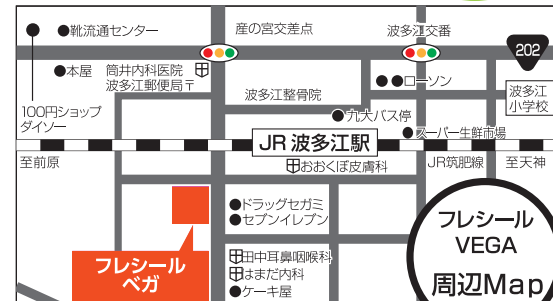 靴流通センター
産の宮交差点
波多江交番
202
本屋
筒井内科医院
波多江郵便局〒
ローソン
波多江
小学校
100円ショップ
ダイソー
波多江整骨院
九大バス停
スーパー生鮮市場
JR 波多江駅
至前原
おおくぼ皮膚科
JR筑肥線
至天神
ドラッグセガミ
セブンイレブン
フレシール
VEGA
周辺Map
フレシール
ベガ
田中耳鼻咽喉科
はまだ内科
ケーキ屋